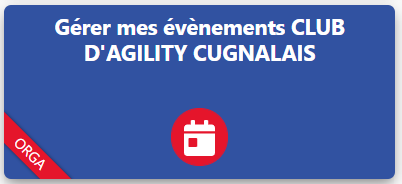 Gérer mes évènements CLUB
D'AGILITY CUGNALAIS
ORGA